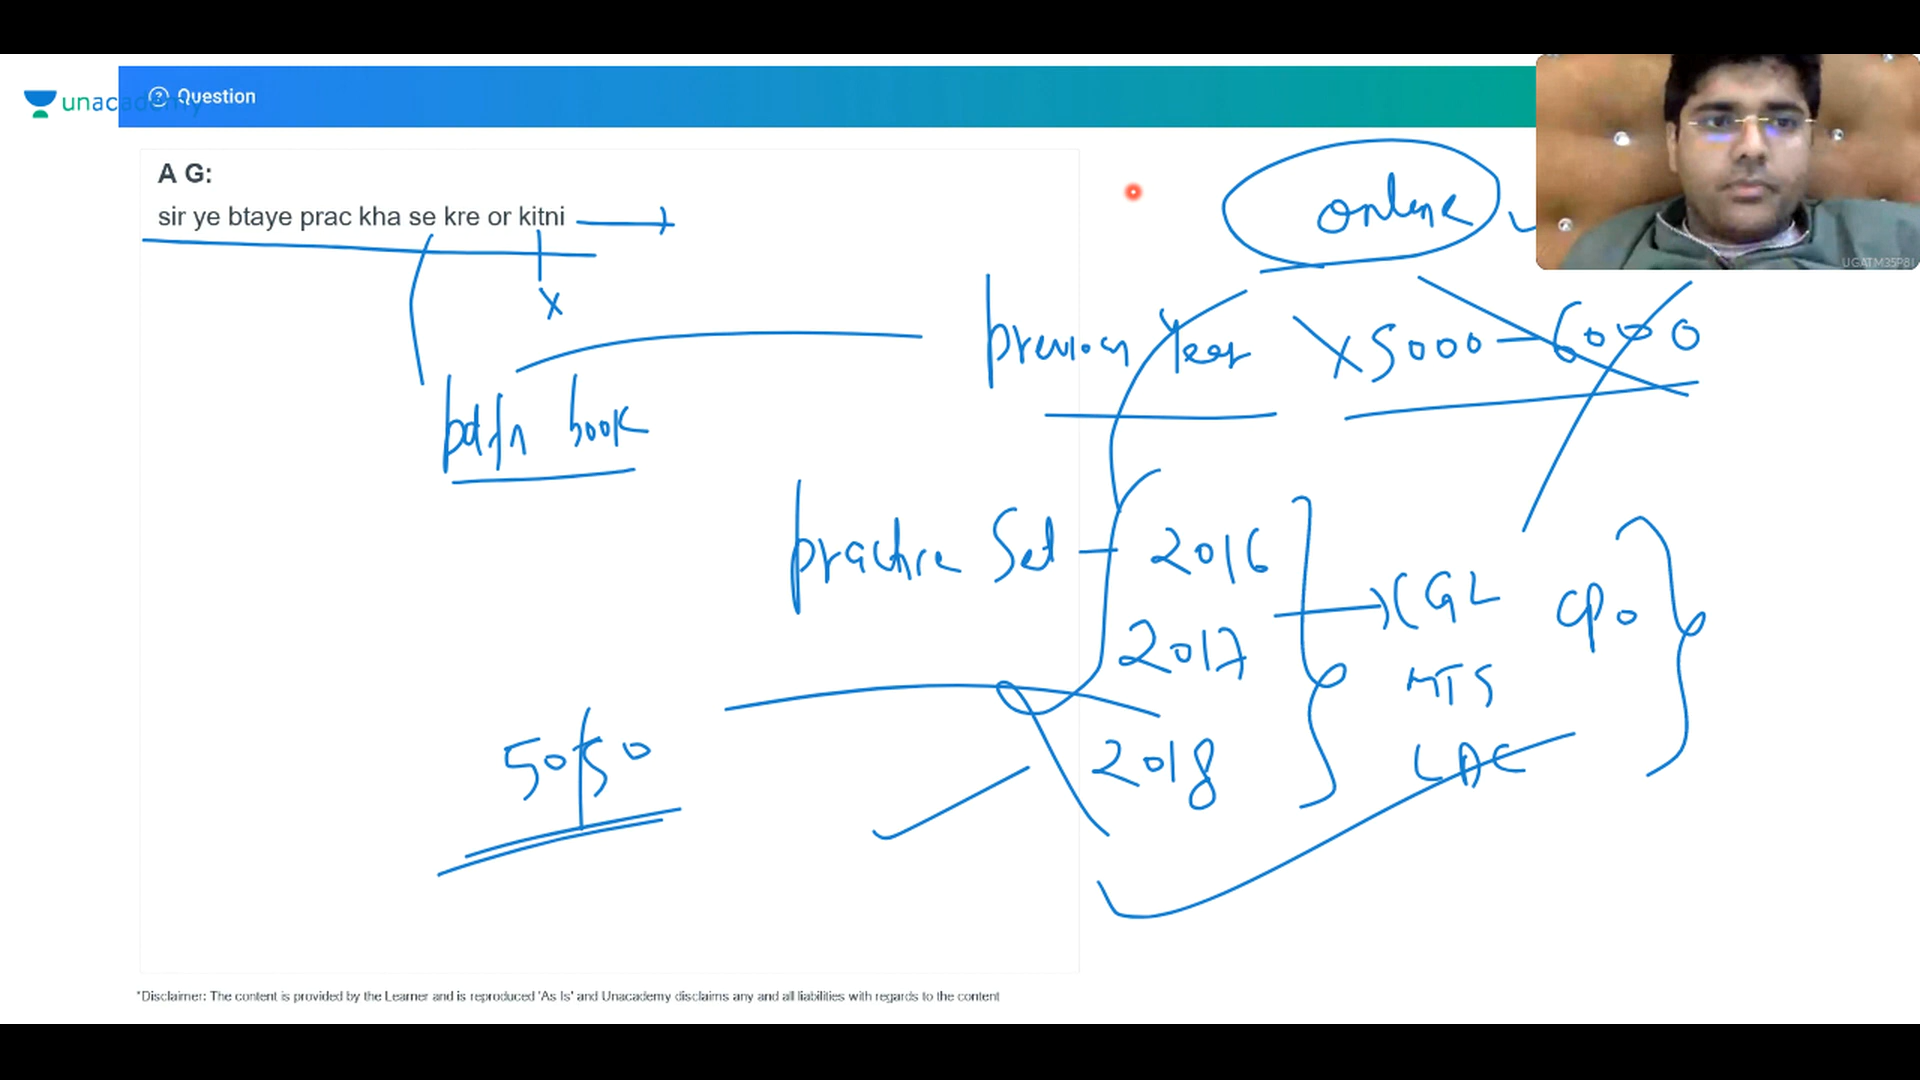 unacademy
Question
A G:
sir ye btaye prac kha se kre or kitni
x
online
previous Year X 5000 - 6000
book
practice Set - 2016
2017
2018
CGL CPO
MTS
LDC
50 50
*Disclaimer: The content is provided by the Learner and is reproduced 'As Is' and Unacademy disclaims any and all liabilities with regards to the content
UGATM35P8I